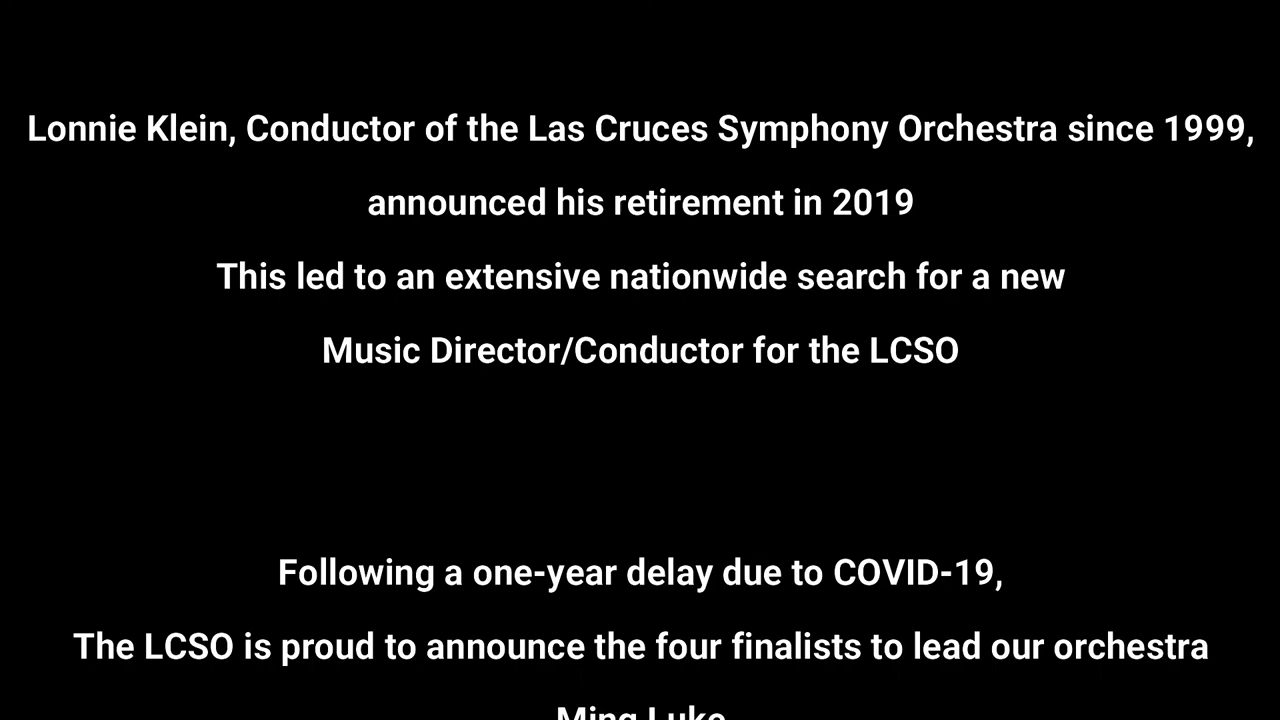 Lonnie Klein, Conductor of the Las Cruces Symphony Orchestra since 1999,
announced his retirement in 2019
This led to an extensive nationwide search for a new
Music Director/Conductor for the LCSO
Following a one-year delay due to COVID-19,
The LCSO is proud to announce the four finalists to lead our orchestra
Ming Luke